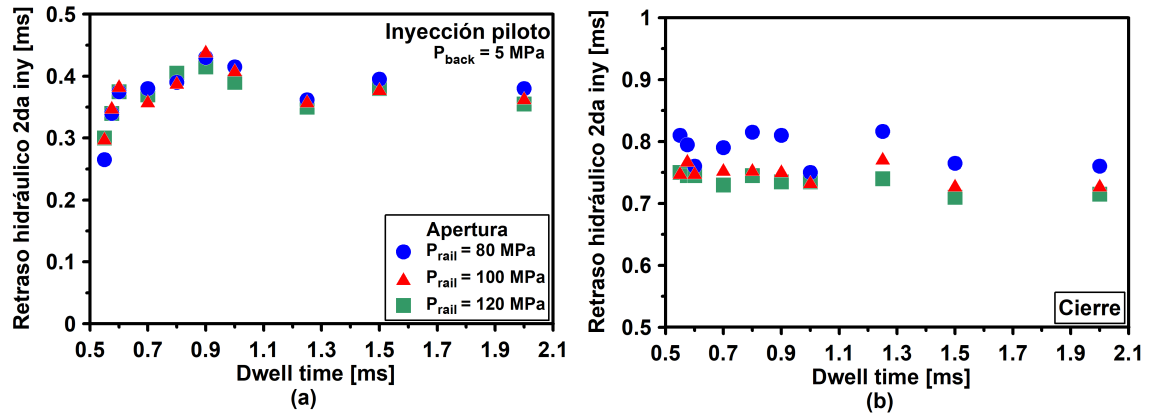 Retraso hidráulico 2da iny [ms]
0.5
0.4
0.3
0.2
0.1
0
Inyección piloto
P_back = 5 MPa
Apertura
P_rail = 80 MPa
P_rail = 100 MPa
P_rail = 120 MPa
0.5 0.7 0.9 1.1 1.3 1.5 1.7 1.9 2.1
Dwell time [ms]
(a)
Retraso hidráulico 2da iny [ms]
1
0.9
0.8
0.7
0.6
0.5
Cierre
0.5 0.7 0.9 1.1 1.3 1.5 1.7 1.9 2.1
Dwell time [ms]
(b)